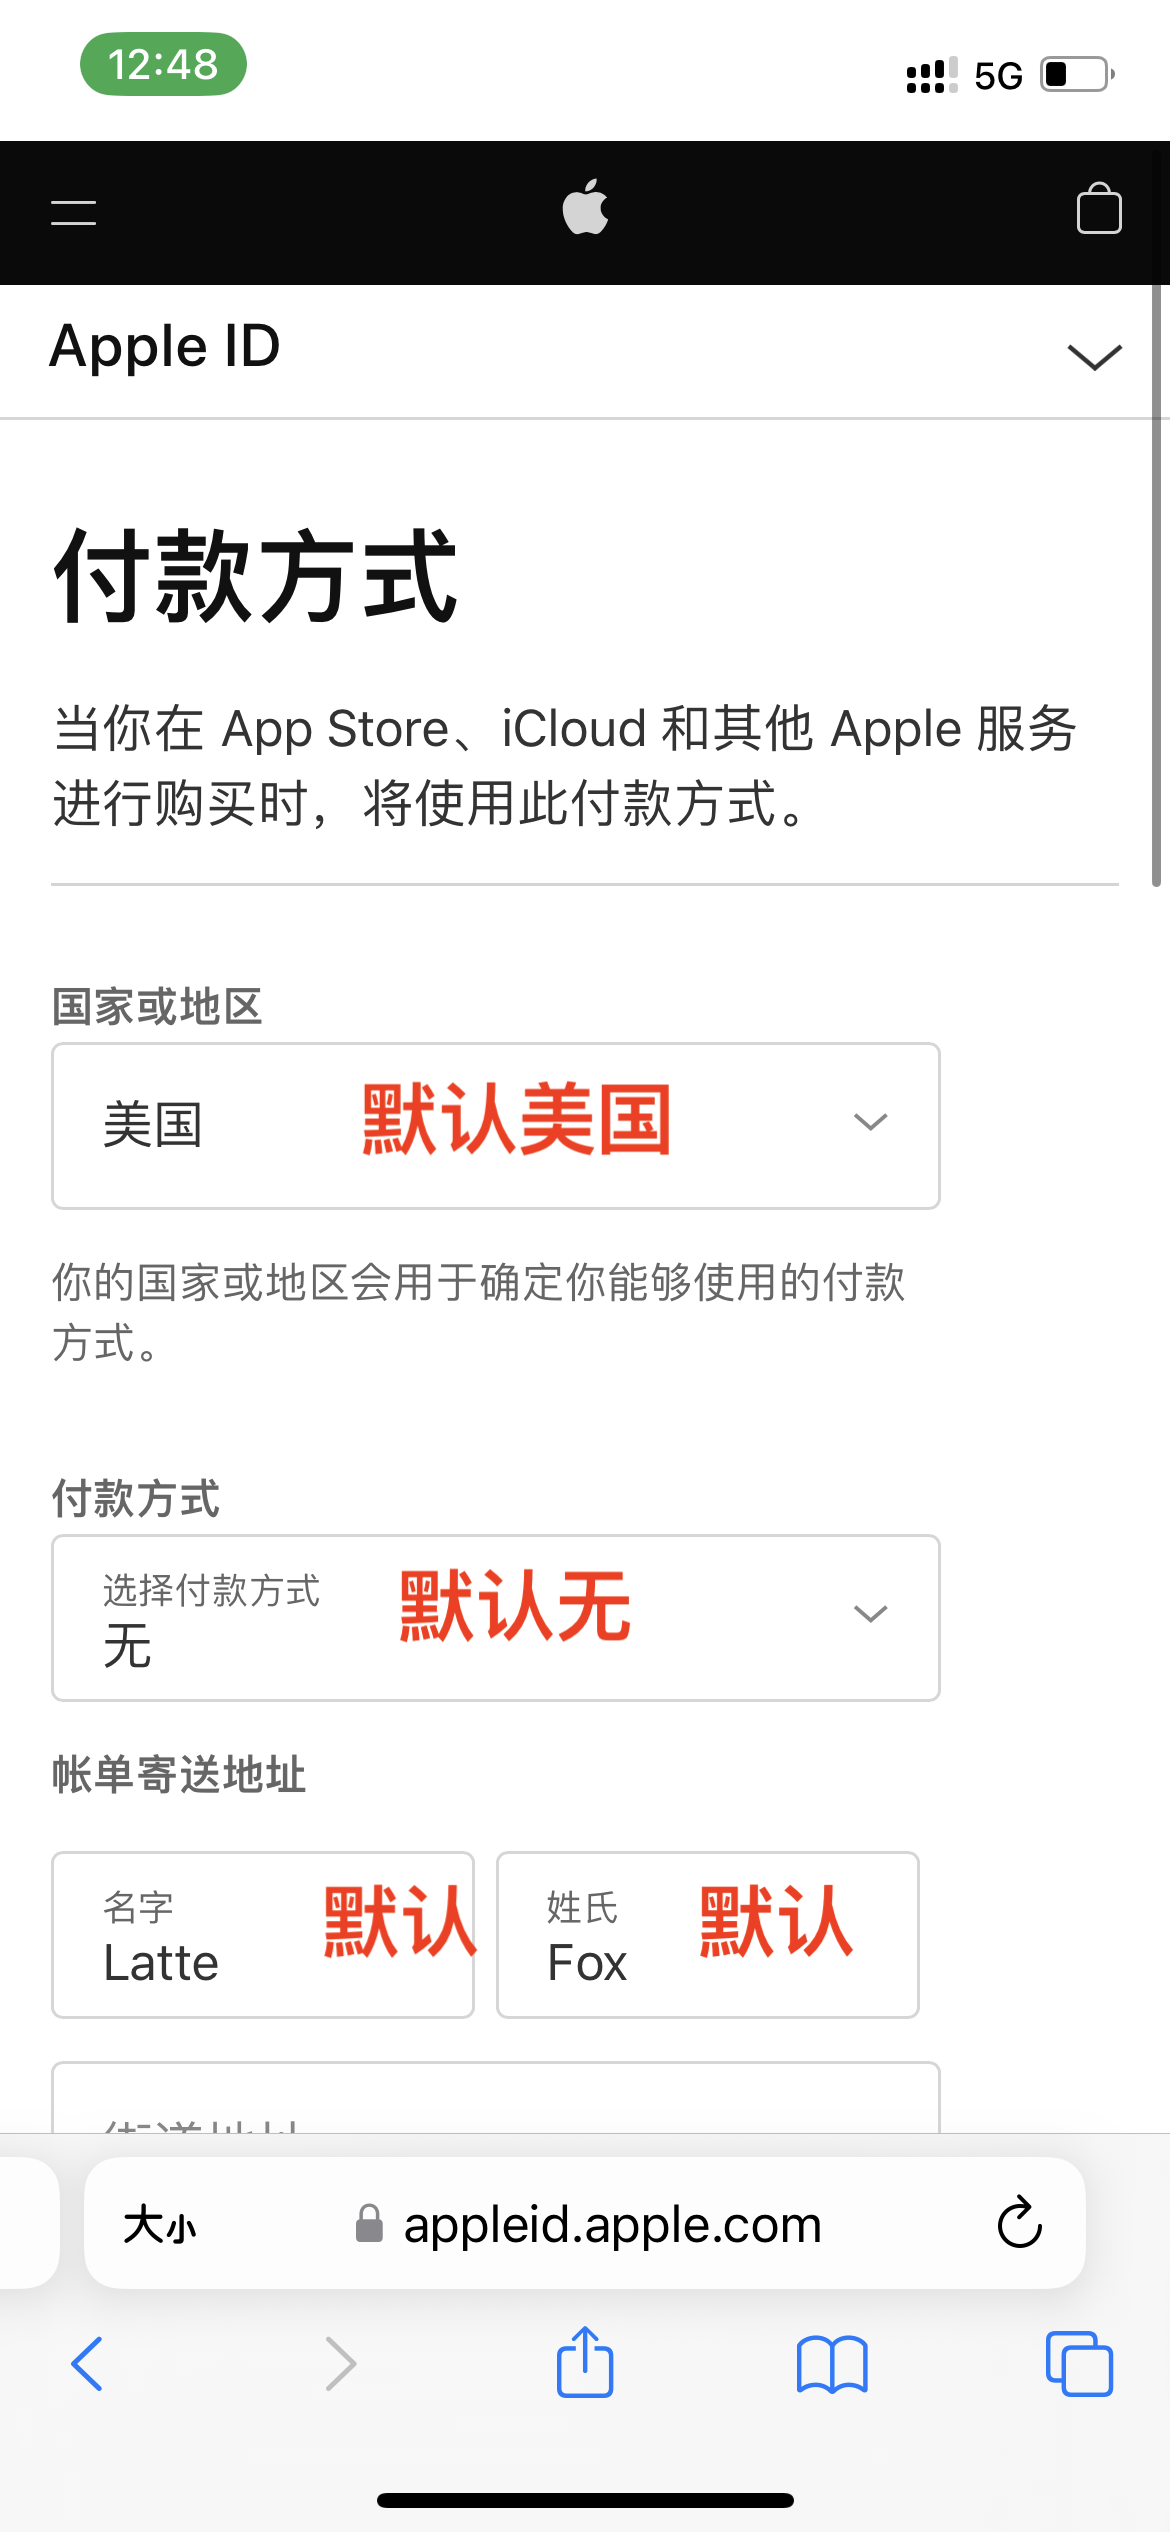 12:48
5G
Apple ID
付款方式
当你在 App Store、iCloud 和其他 Apple 服务
进行购买时，将使用此付款方式。
国家或地区
美国 默认美国
你的国家或地区会用于确定你能够使用的付款
方式。
付款方式
选择付款方式 默认无
无
帐单寄送地址
名字 默认
Latte
姓氏 默认
Fox
街道地址
大小 appleid.apple.com